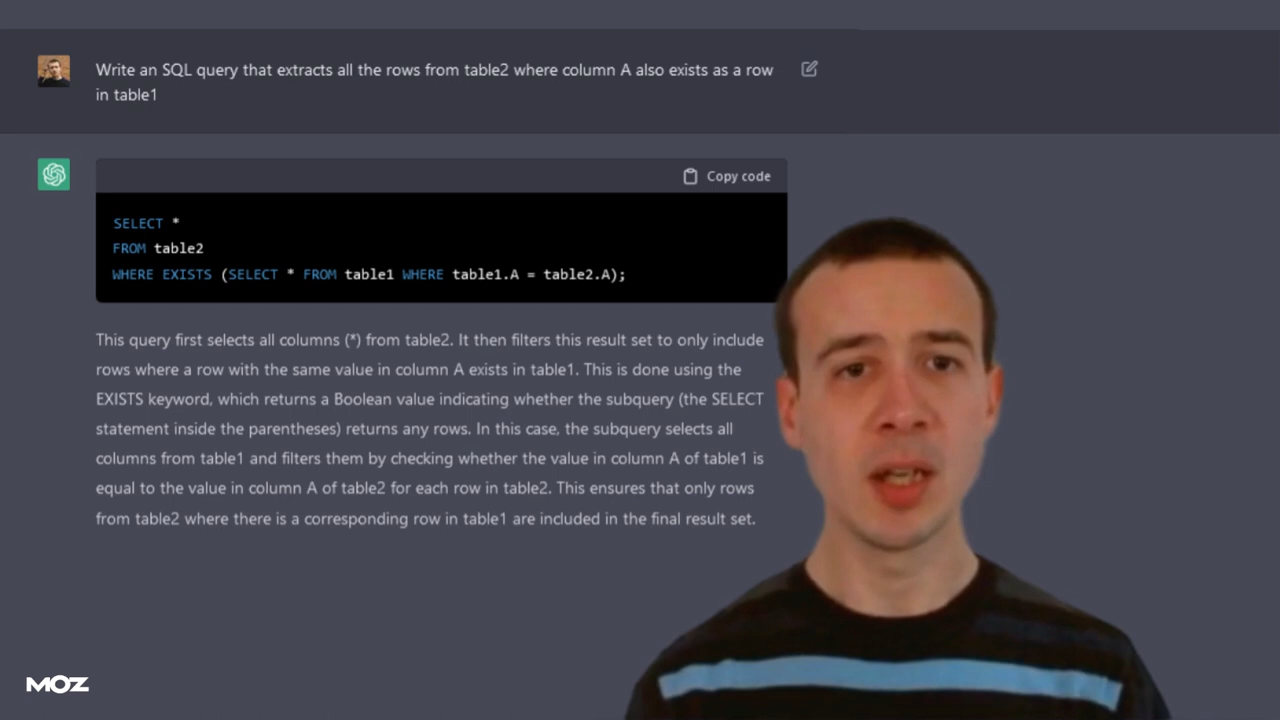 Write an SQL query that extracts all the rows from table2 where column A also exists as a row
in table1
Copy code
SELECT *
FROM table2
WHERE EXISTS (SELECT * FROM table1 WHERE table1.A = table2.A);
This query first selects all columns (*) from table2. It then filters this result set to only include
rows where a row with the same value in column A exists in table1. This is done using the
EXISTS keyword, which returns a Boolean value indicating whether the subquery (the SELECT
statement inside the parentheses) returns any rows. In this case, the subquery selects all
columns from table1 and filters them by checking whether the value in column A of table1 is
equal to the value in column A of table2 for each row in table2. This ensures that only rows
from table2 where there is a corresponding row in table1 are included in the final result set.
MOZ